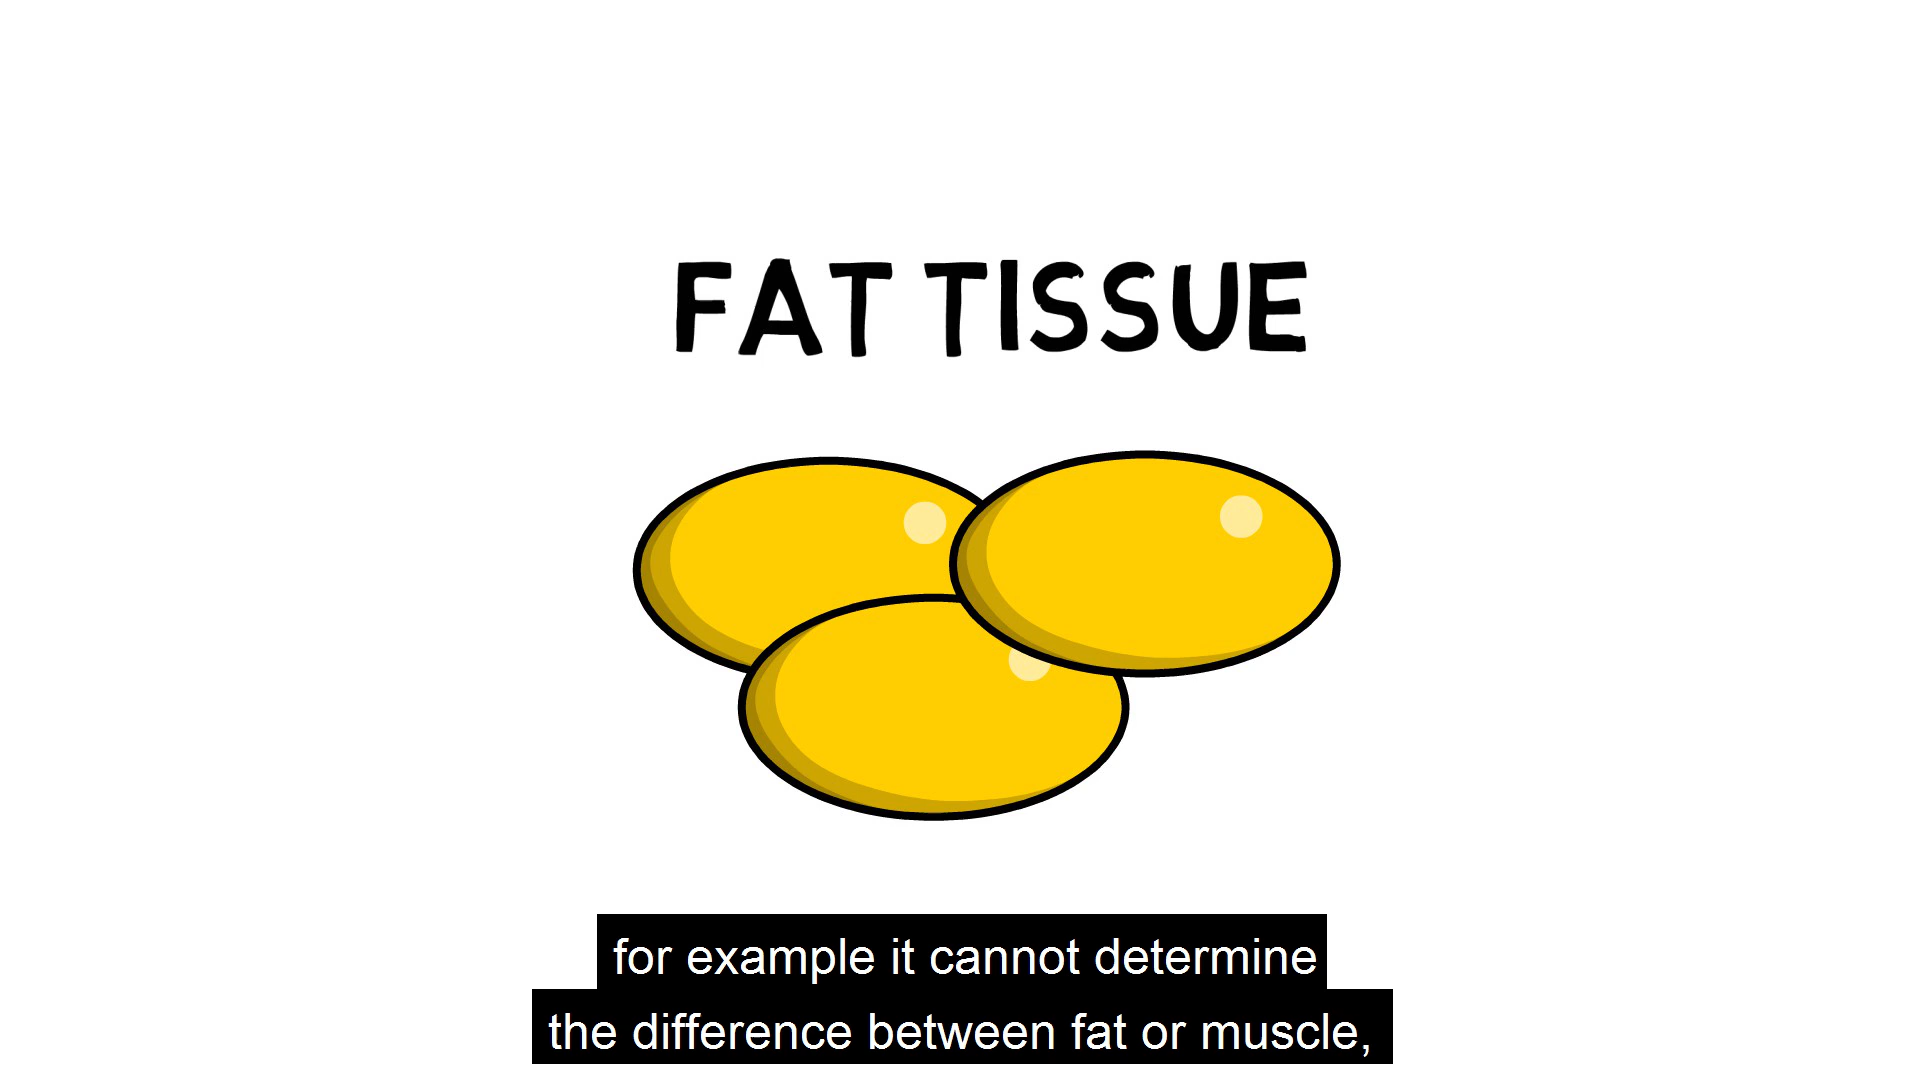 FAT TISSUE
for example it cannot determine
the difference between fat or muscle,